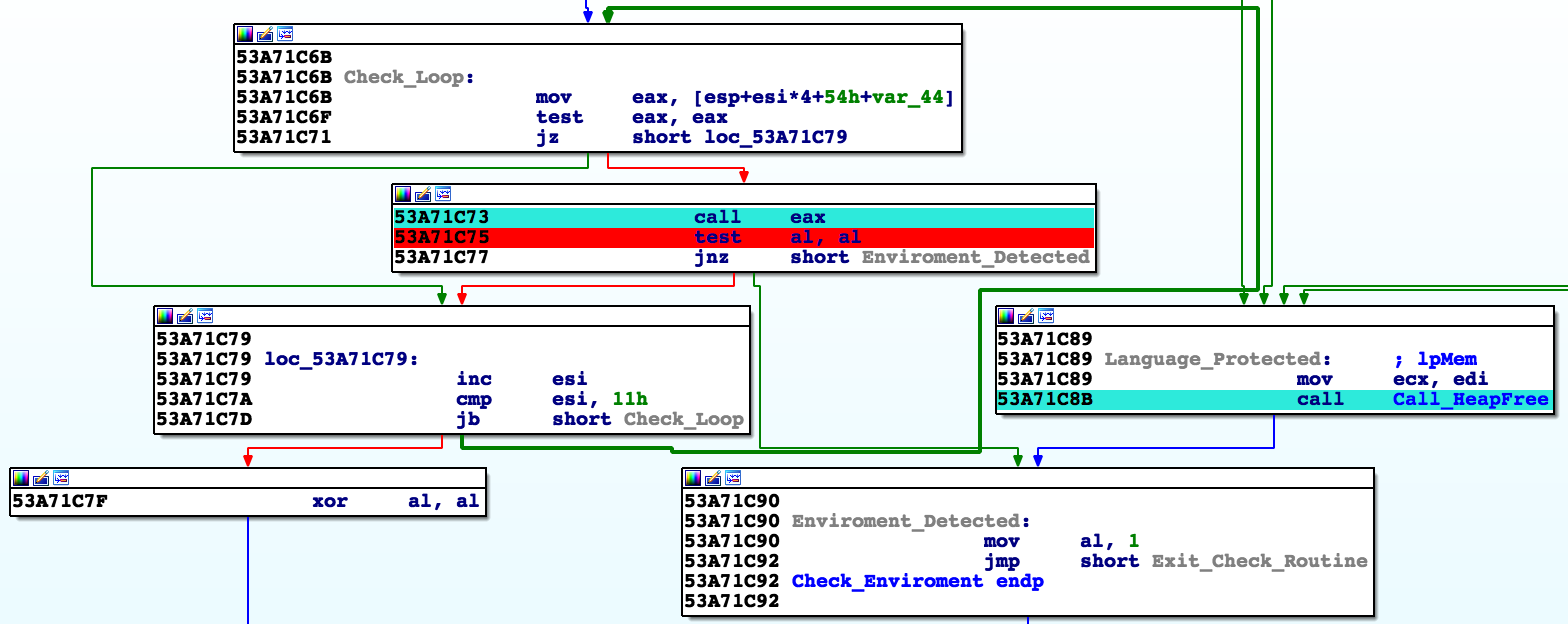 53A71C6B
53A71C6B Check_Loop:
53A71C6B mov eax, [esp+esi*4+54h+var_44]
53A71C6F test eax, eax
53A71C71 jz short loc_53A71C79
53A71C73 call eax
53A71C75 test al, al
53A71C77 jnz short Enviroment_Detected
53A71C79
53A71C79 loc_53A71C79:
53A71C79 inc esi
53A71C7A cmp esi, 11h
53A71C7D jb short Check_Loop
53A71C89
53A71C89 Language_Protected: ; lpMem
53A71C89 mov ecx, edi
53A71C8B call Call_HeapFree
53A71C7F xor al, al
53A71C90
53A71C90 Enviroment_Detected:
53A71C90 mov al, 1
53A71C92 jmp short Exit_Check_Routine
53A71C92 Check_Enviroment endp
53A71C92